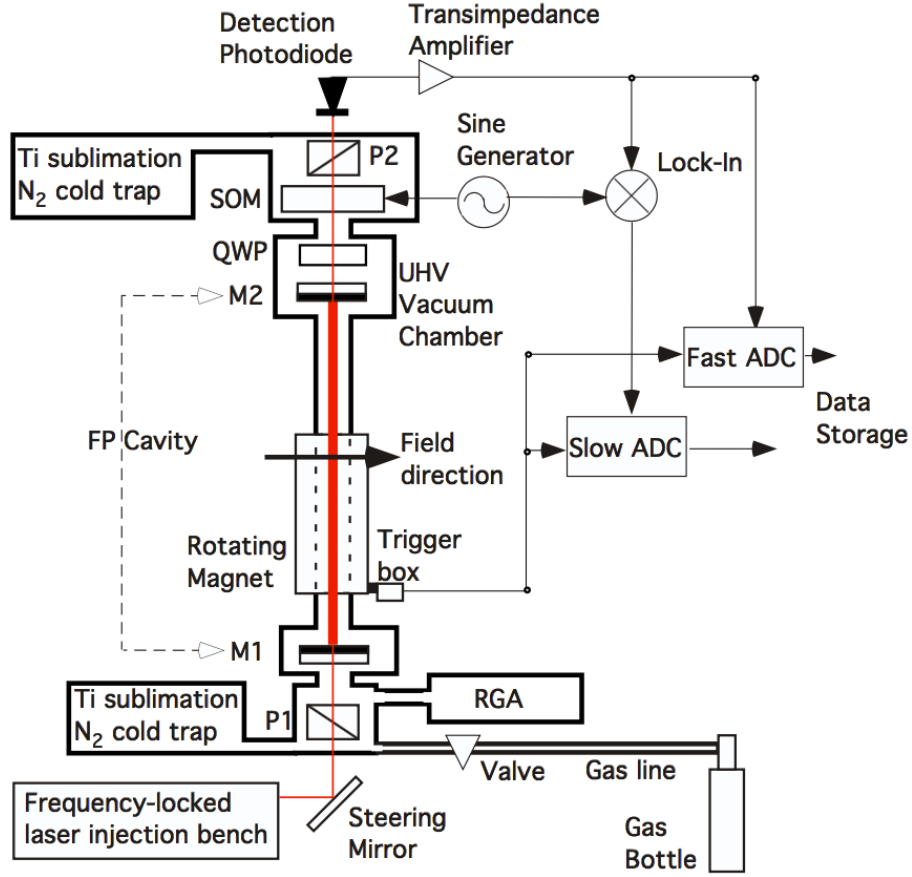 Detection
Photodiode
Transimpedance
Amplifier
Ti sublimation
N₂ cold trap
P2
SOM
Sine
Generator
Lock-In
QWP
M2
UHV
Vacuum
Chamber
Fast ADC
Data
Storage
FP Cavity
Field
direction
Slow ADC
Rotating
Magnet
Trigger
box
M1
Ti sublimation
N₂ cold trap
P1
RGA
Valve
Gas line
Frequency-locked
laser injection bench
Steering
Mirror
Gas
Bottle